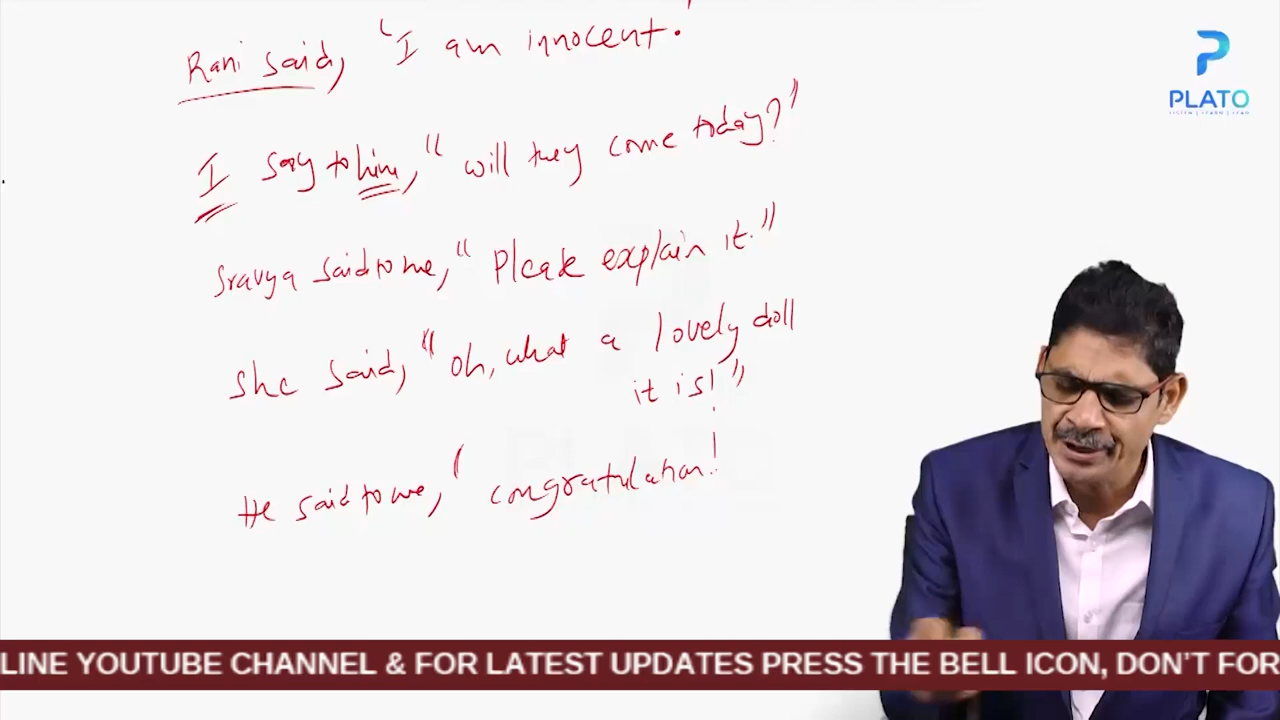 Rani said, 'I am innocent.'
I say to him, "will they come today?"
Sravya said to me, "Please explain it."
She said, "Oh, what a lovely doll
it is!"
He said to me, "congratulation!
PLATO
LINE YOUTUBE CHANNEL & FOR LATEST UPDATES PRESS THE BELL ICON, DON'T FOR